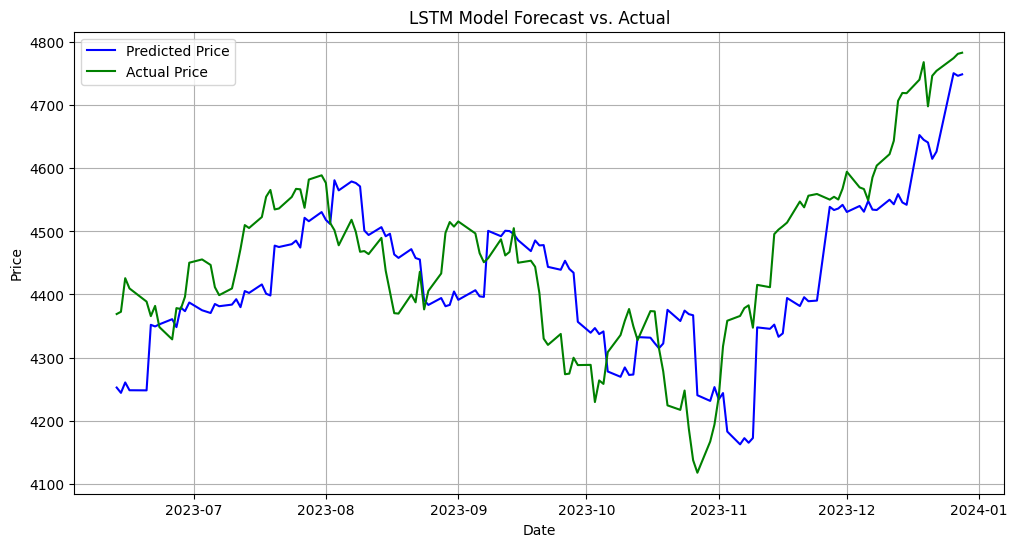 LSTM Model Forecast vs. Actual
Predicted Price
Actual Price
4800
4700
4600
4500
4400
4300
4200
4100
Price
2023-07 2023-08 2023-09 2023-10 2023-11 2023-12 2024-01
Date